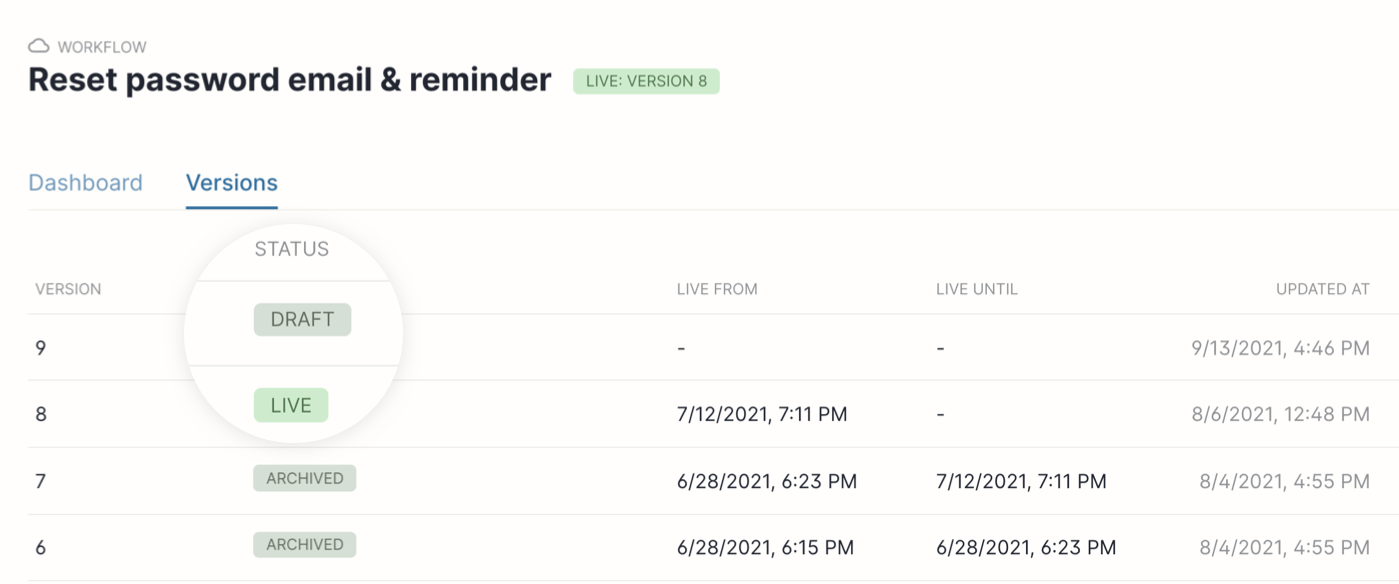 WORKFLOW
Reset password email & reminder LIVE: VERSION 8
Dashboard Versions
VERSION STATUS LIVE FROM LIVE UNTIL UPDATED AT
9 DRAFT - - 9/13/2021, 4:46 PM
8 LIVE 7/12/2021, 7:11 PM - 8/6/2021, 12:48 PM
7 ARCHIVED 6/28/2021, 6:23 PM 7/12/2021, 7:11 PM 8/4/2021, 4:55 PM
6 ARCHIVED 6/28/2021, 6:15 PM 6/28/2021, 6:23 PM 8/4/2021, 4:55 PM